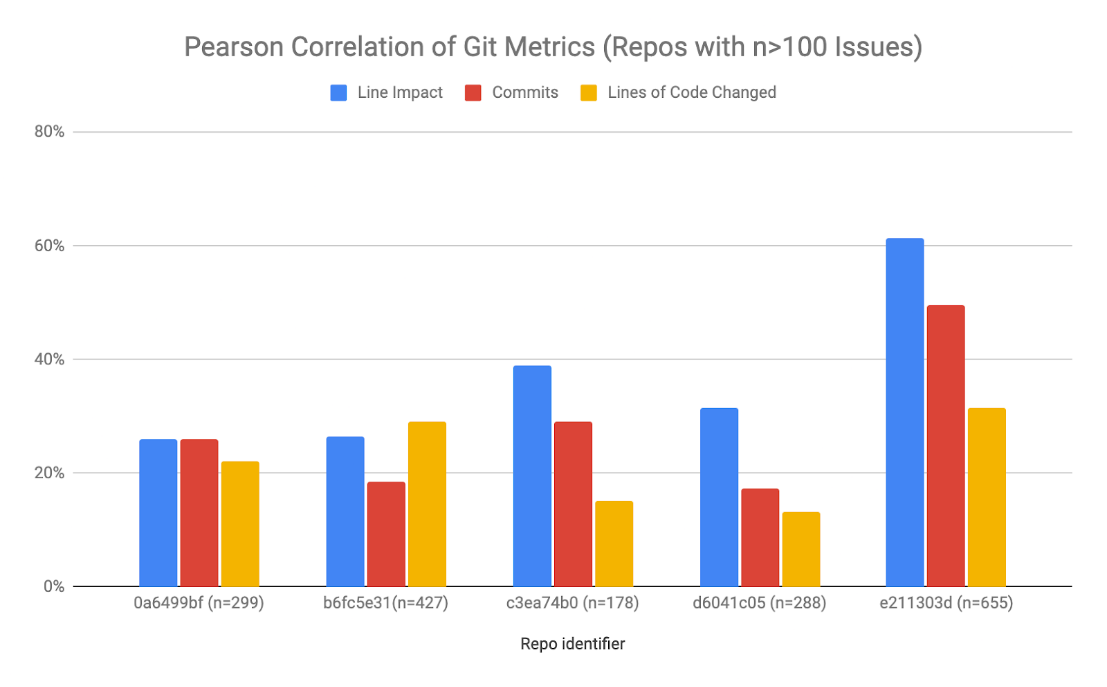 Pearson Correlation of Git Metrics (Repos with n>100 Issues)
Line Impact Commits Lines of Code Changed
80%
60%
40%
20%
0%
0a6499bf (n=299) b6fc5e31(n=427) c3ea74b0 (n=178) d6041c05 (n=288) e211303d (n=655)
Repo identifier